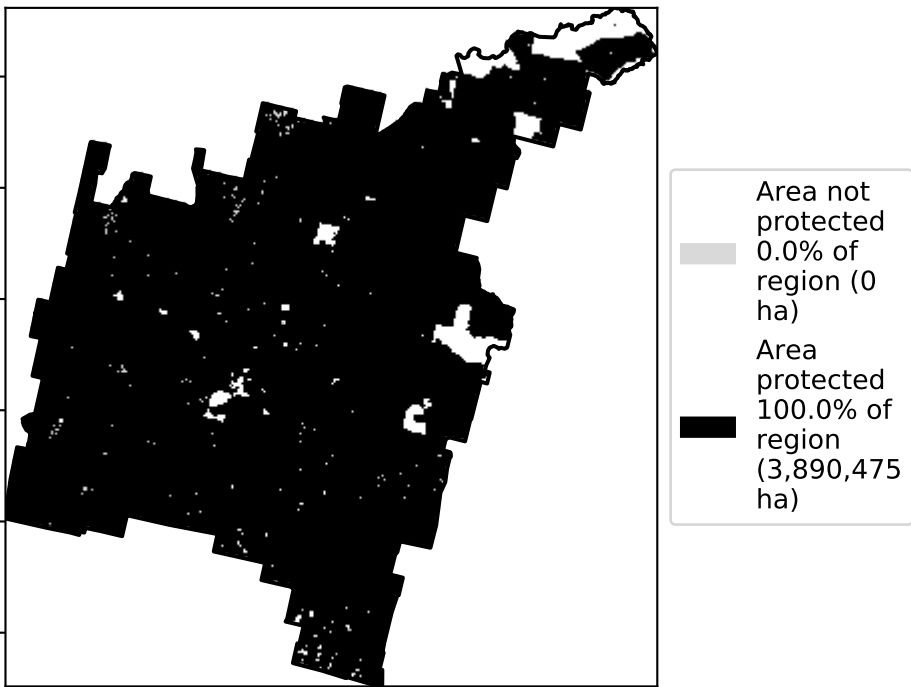 Area not
protected
0.0% of
region (0
ha)
Area
protected
100.0% of
region
(3,890,475
ha)